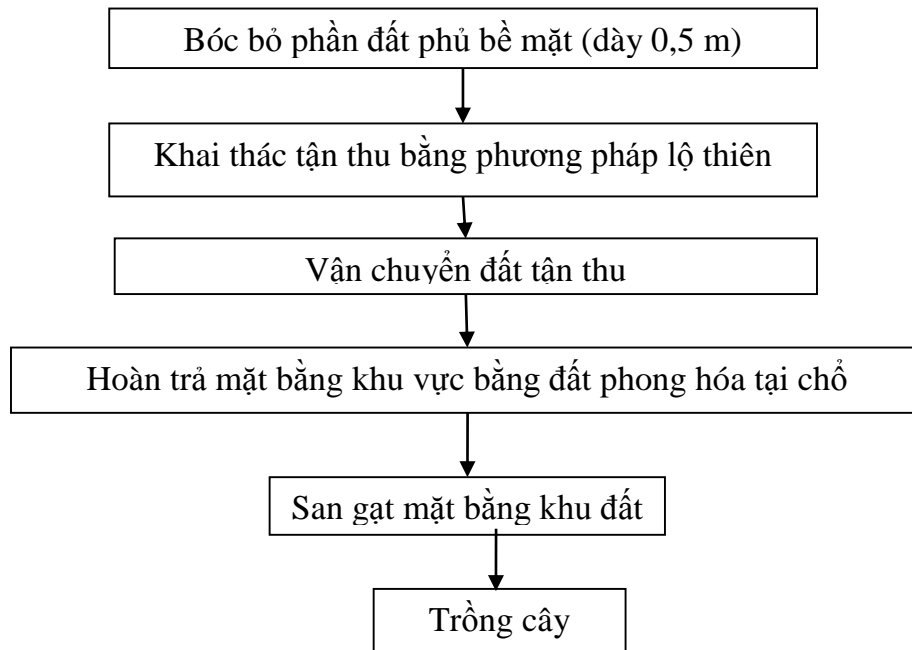 Bóc bỏ phần đất phủ bề mặt (dày 0,5 m)
Khai thác tận thu bằng phương pháp lộ thiên
Vận chuyển đất tận thu
Hoàn trả mặt bằng khu vực bằng đất phong hóa tại chổ
San gạt mặt bằng khu đất
Trồng cây